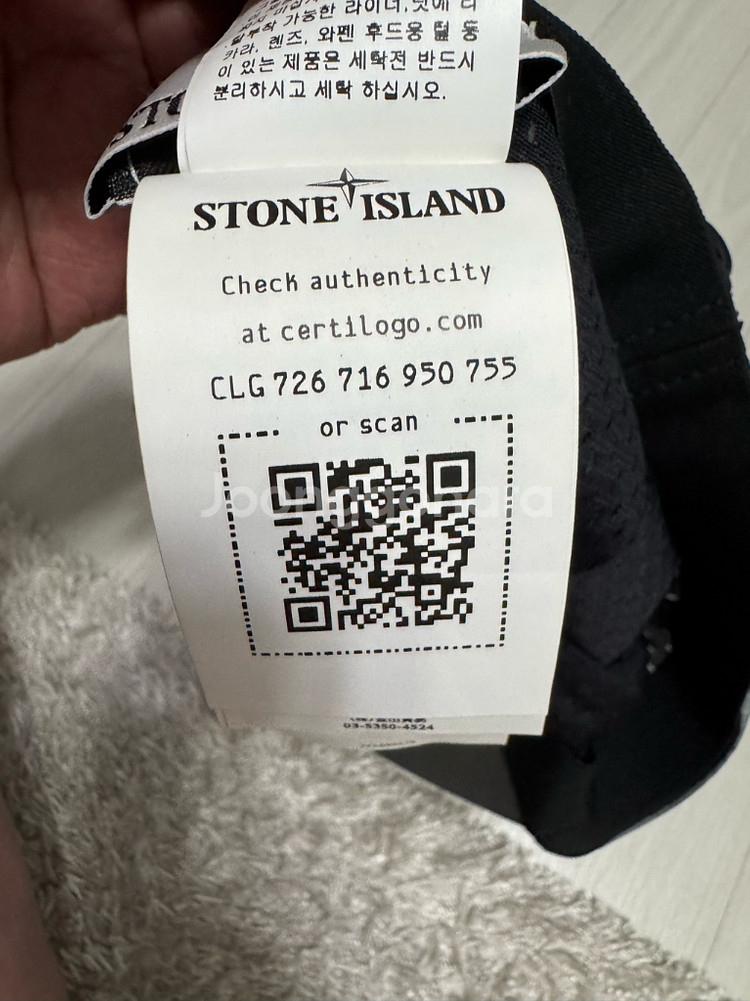 가능한 라이너,넛에
카라, 렌즈, 와펜 후드웅 털 등
이 있는 제품은 세탁전 반드시
분리하시고 세탁 하십시오.
STONE ISLAND
Check authenticity
at certilogo.com
CLG 726 716 950 755
or scan
Joonggonara
03-5350-4524